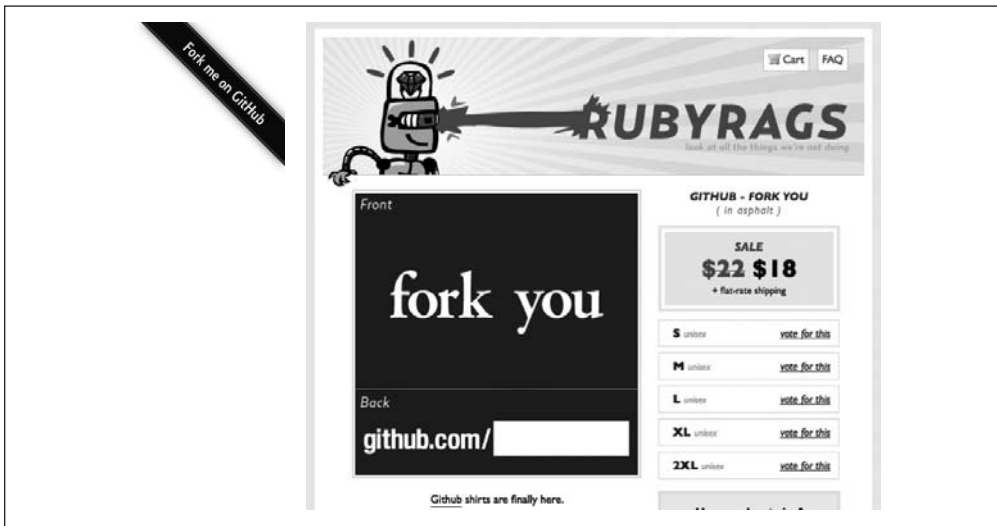 Fork me on GitHub
Cart FAQ
RUBYRAGS
look at all the things we're not doing
Front
fork you
Back
github.com/
Github shirts are finally here.
GITHUB - FORK YOU
( in asphalt )
SALE
$22 $18
+ flat-rate shipping
S unisex vote for this
M unisex vote for this
L unisex vote for this
XL unisex vote for this
2XL unisex vote for this